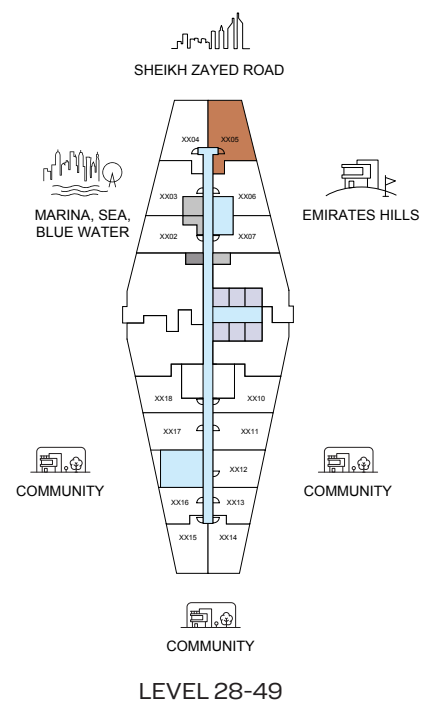 SHEIKH ZAYED ROAD
XX04
XX05
MARINA, SEA,
BLUE WATER
XX03
XX06
EMIRATES HILLS
XX02
XX07
XX18
XX10
XX17
XX11
COMMUNITY
XX12
COMMUNITY
XX16
XX13
XX15
XX14
COMMUNITY
LEVEL 28-49